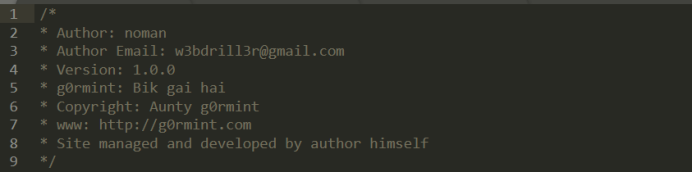 1 /*
2 * Author: noman
3 * Author Email: w3bdrill3r@gmail.com
4 * Version: 1.0.0
5 * g0rmint: Bik gai hai
6 * Copyright: Aunty g0rmint
7 * www: http://g0rmint.com
8 * Site managed and developed by author himself
9 */